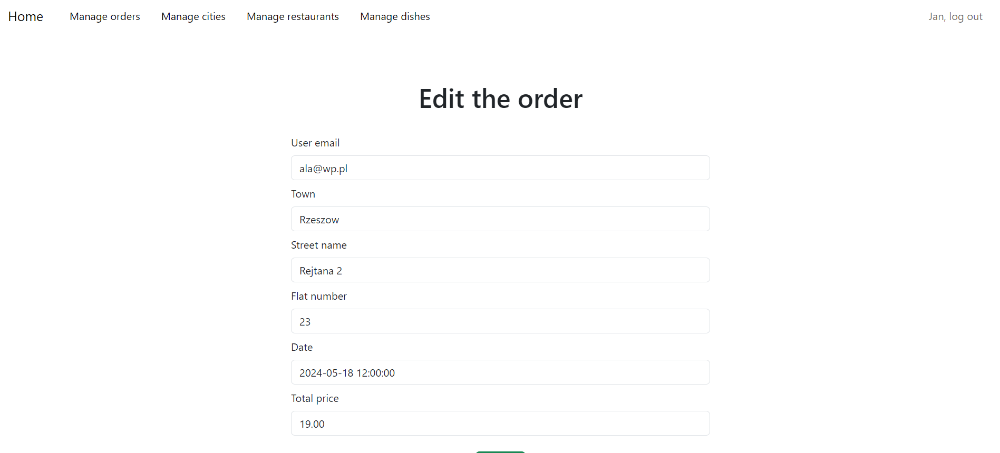 Home Manage orders Manage cities Manage restaurants Manage dishes Jan, log out
Edit the order
User email
ala@wp.pl
Town
Rzeszow
Street name
Rejtana 2
Flat number
23
Date
2024-05-18 12:00:00
Total price
19.00